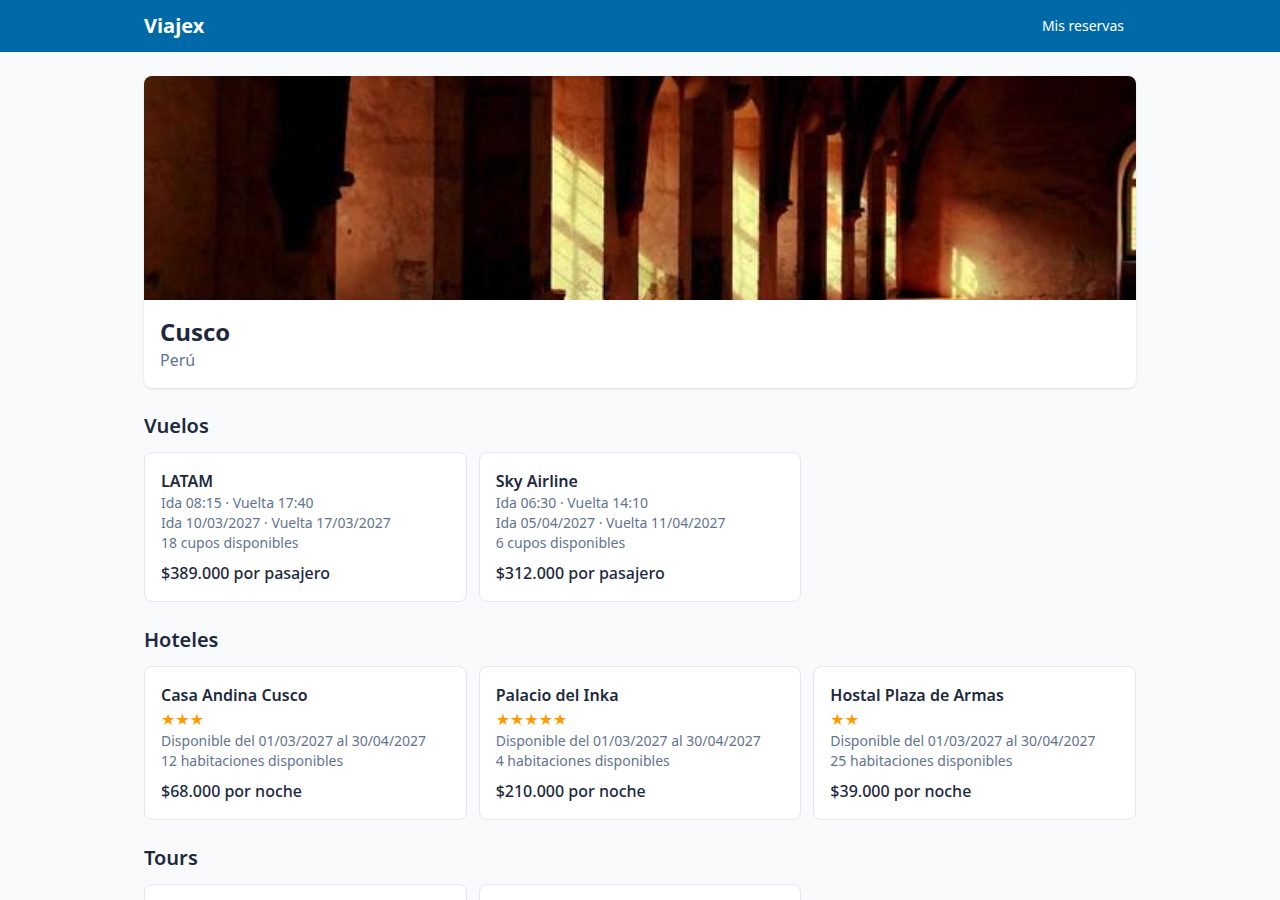 Viajex
Mis reservas
Cusco
Perú
Vuelos
LATAM
Ida 08:15 · Vuelta 17:40
Ida 10/03/2027 · Vuelta 17/03/2027
18 cupos disponibles
$389.000 por pasajero
Sky Airline
Ida 06:30 · Vuelta 14:10
Ida 05/04/2027 · Vuelta 11/04/2027
6 cupos disponibles
$312.000 por pasajero
Hoteles
Casa Andina Cusco
★★★
Disponible del 01/03/2027 al 30/04/2027
12 habitaciones disponibles
$68.000 por noche
Palacio del Inka
★★★★★
Disponible del 01/03/2027 al 30/04/2027
4 habitaciones disponibles
$210.000 por noche
Hostal Plaza de Armas
★★
Disponible del 01/03/2027 al 30/04/2027
25 habitaciones disponibles
$39.000 por noche
Tours